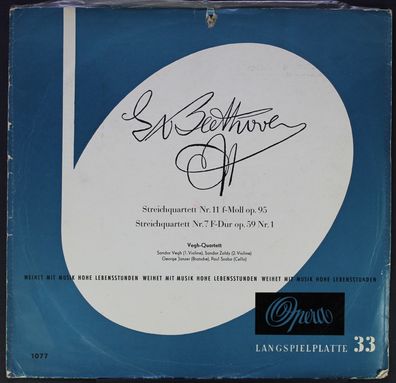 L v Beethoven
Streichquartett Nr. 11 f-Moll op. 95
Streichquartett Nr. 7 F-Dur op. 59 Nr. 1
Vegh-Quartett
Sandor Vegh (1. Violine), Sandor Zöldy (2. Violine)
George Janzer (Bratsche), Paul Szabo (Cello)
WEIHET MIT MUSIK HOHE LEBENSSTUNDEN WEIHET MIT MUSIK HOHE LEBENSSTUNDEN WEIHET MIT MUSIK HOHE LEBENSSTUNDEN
Opera
LANGSPIELPLATTE 33
1077